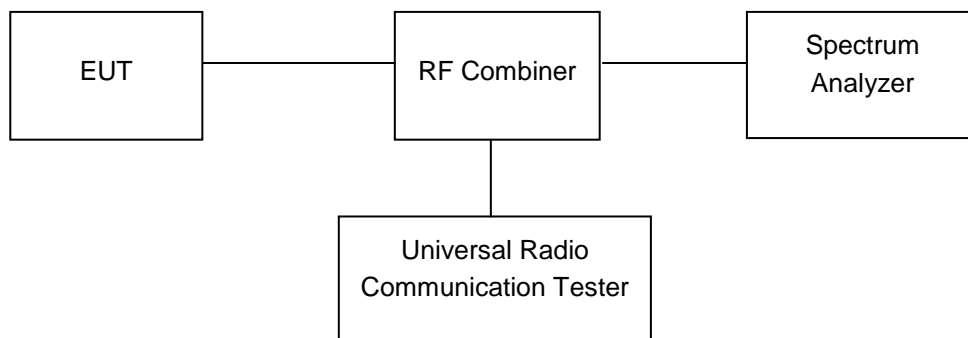 EUT
RF Combiner
Spectrum
Analyzer
Universal Radio
Communication Tester